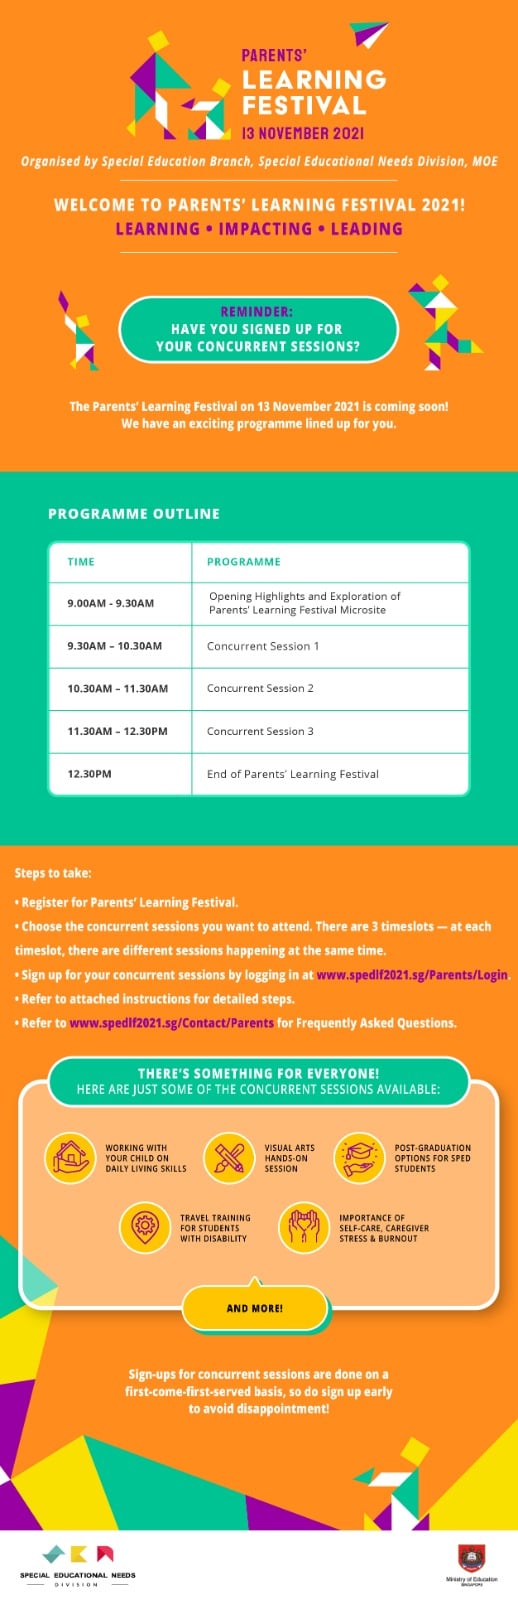 PARENTS'
LEARNING
FESTIVAL
13 NOVEMBER 2021
Organised by Special Education Branch, Special Educational Needs Division, MOE
WELCOME TO PARENTS' LEARNING FESTIVAL 2021!
LEARNING • IMPACTING • LEADING
REMINDER:
HAVE YOU SIGNED UP FOR
YOUR CONCURRENT SESSIONS?
The Parents' Learning Festival on 13 November 2021 is coming soon!
We have an exciting programme lined up for you.
PROGRAMME OUTLINE
TIME PROGRAMME
9.00AM - 9.30AM Opening Highlights and Exploration of
Parents' Learning Festival Microsite
9.30AM – 10.30AM Concurrent Session 1
10.30AM – 11.30AM Concurrent Session 2
11.30AM – 12.30PM Concurrent Session 3
12.30PM End of Parents' Learning Festival
Steps to take:
• Register for Parents' Learning Festival.
• Choose the concurrent sessions you want to attend. There are 3 timeslots — at each
timeslot, there are different sessions happening at the same time.
• Sign up for your concurrent sessions by logging in at www.spedlf2021.sg/Parents/Login.
• Refer to attached instructions for detailed steps.
• Refer to www.spedlf2021.sg/Contact/Parents for Frequently Asked Questions.
THERE'S SOMETHING FOR EVERYONE!
HERE ARE JUST SOME OF THE CONCURRENT SESSIONS AVAILABLE:
WORKING WITH
YOUR CHILD ON
DAILY LIVING SKILLS
VISUAL ARTS
HANDS-ON
SESSION
POST-GRADUATION
OPTIONS FOR SPED
STUDENTS
TRAVEL TRAINING
FOR STUDENTS
WITH DISABILITY
IMPORTANCE OF
SELF-CARE, CAREGIVER
STRESS & BURNOUT
AND MORE!
Sign-ups for concurrent sessions are done on a
first-come-first-served basis, so do sign up early
to avoid disappointment!
SPECIAL EDUCATIONAL NEEDS
DIVISION
Ministry of Education
SINGAPORE